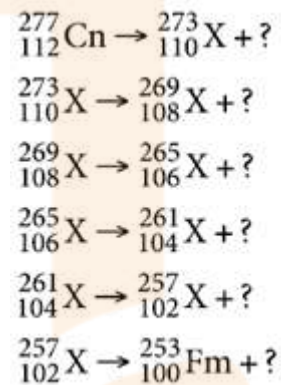 ²⁷⁷₁₁₂Cn → ²⁷³₁₁₀X + ?
²⁷³₁₁₀X → ²⁶⁹₁₀₈X + ?
²⁶⁹₁₀₈X → ²⁶⁵₁₀₆X + ?
²⁶⁵₁₀₆X → ²⁶¹₁₀₄X + ?
²⁶¹₁₀₄X → ²⁵⁷₁₀₂X + ?
²⁵⁷₁₀₂X → ²⁵³₁₀₀Fm + ?